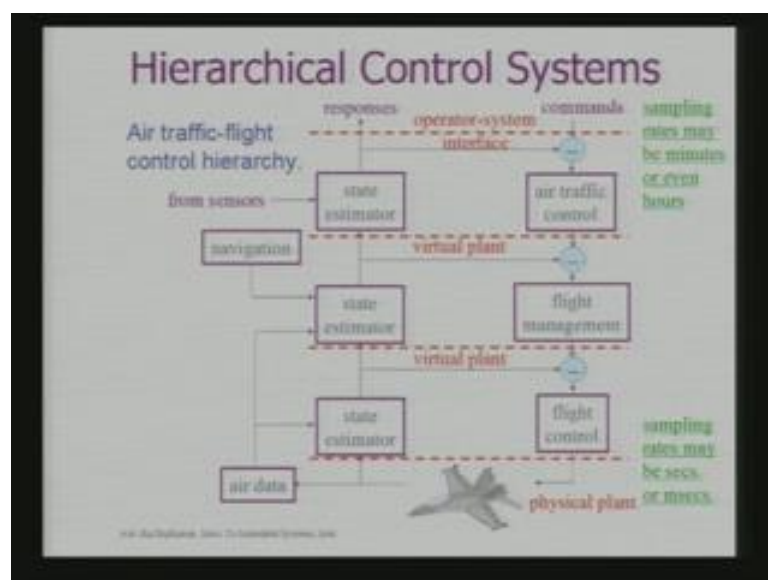 Hierarchical Control Systems
responses
commands
operator-system
interface
sampling
rates may
be minutes
or even
hours
Air traffic-flight
control hierarchy.
from sensors
state
estimator
air traffic
control
virtual plant
navigation
state
estimator
flight
management
virtual plant
state
estimator
flight
control
sampling
rates may
be secs.
or msecs.
air data
physical plant